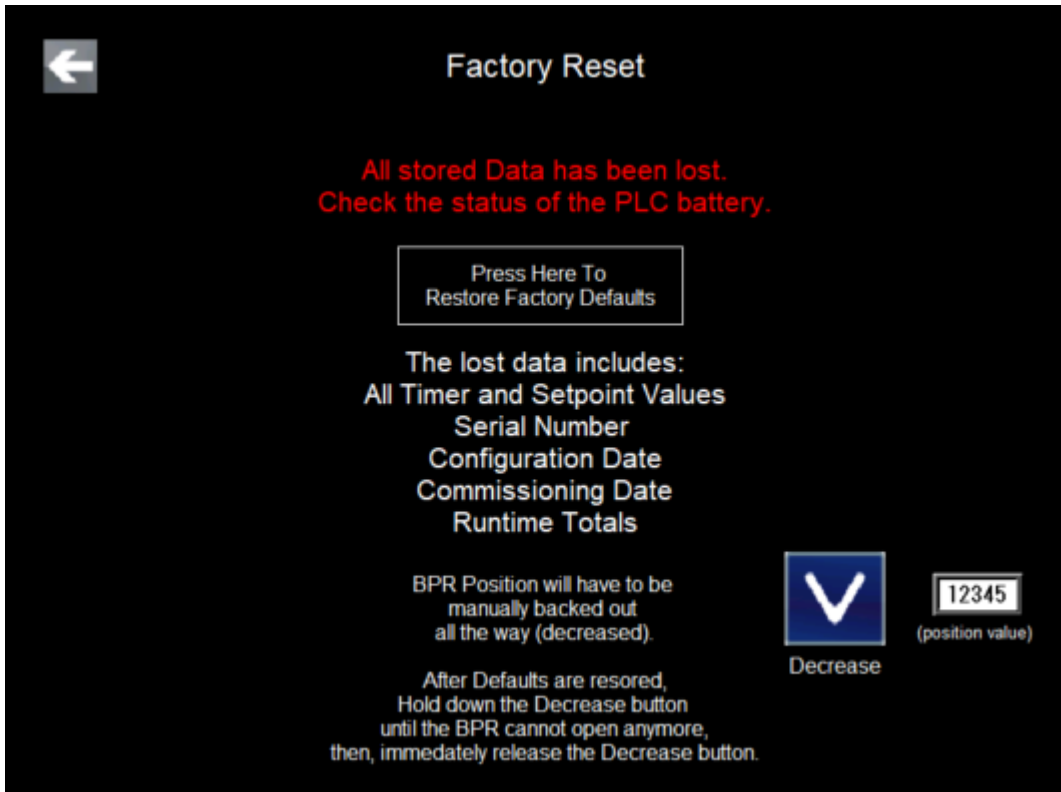 Factory Reset
All stored Data has been lost.
Check the status of the PLC battery.
Press Here To
Restore Factory Defaults
The lost data includes:
All Timer and Setpoint Values
Serial Number
Configuration Date
Commissioning Date
Runtime Totals
BPR Position will have to be
manually backed out
all the way (decreased).
12345
(position value)
Decrease
After Defaults are resored,
Hold down the Decrease button
until the BPR cannot open anymore,
then, immedately release the Decrease button.